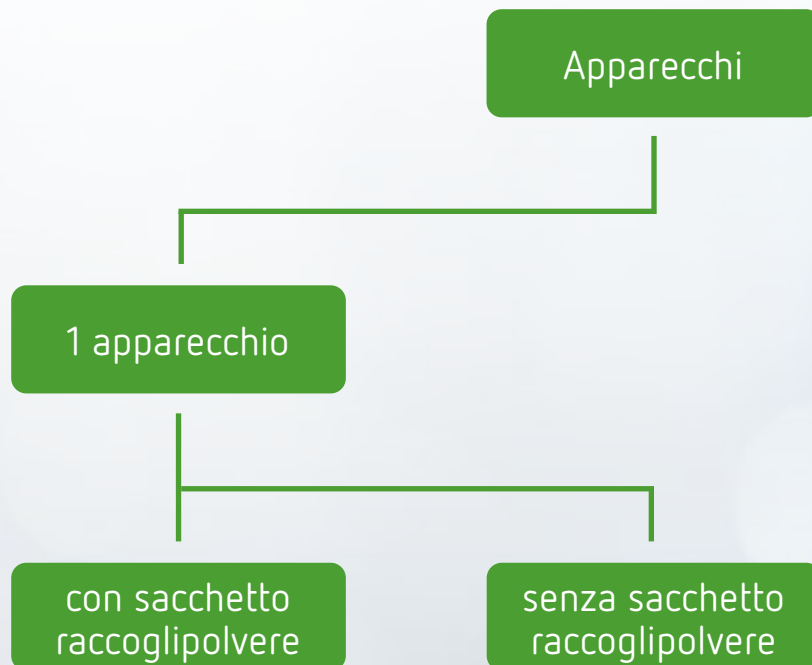 Apparecchi
1 apparecchio
con sacchetto
raccoglipolvere
senza sacchetto
raccoglipolvere